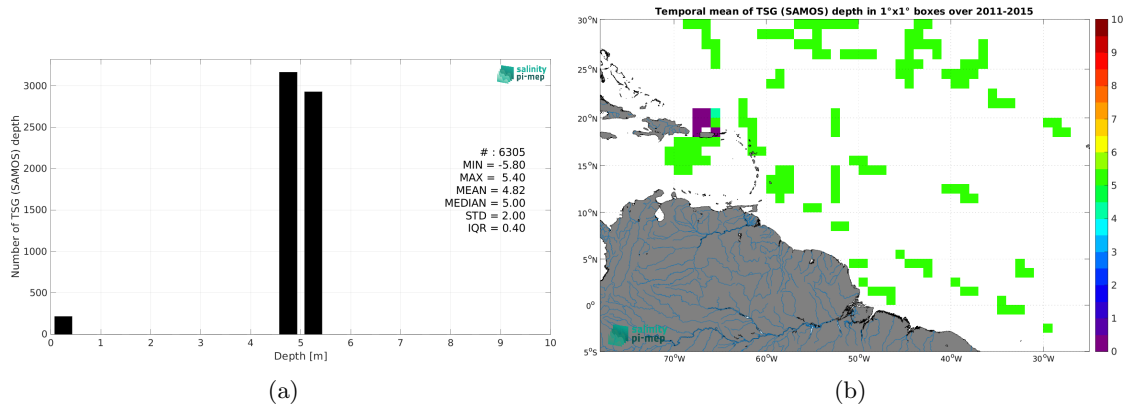 Temporal mean of TSG (SAMOS) depth in 1°x1° boxes over 2011-2015
salinity
pi-mep
Number of TSG (SAMOS) depth
3000
2500
2000
1500
1000
500
0
# : 6305
MIN = -5.80
MAX = 5.40
MEAN = 4.82
MEDIAN = 5.00
STD = 2.00
IQR = 0.40
0 1 2 3 4 5 6 7 8 9 10
Depth [m]
(a)
30°N
25°N
20°N
15°N
10°N
5°N
0°
5°S
70°W 60°W 50°W 40°W 30°W
salinity
pi-mep
10
9
8
7
6
5
4
3
2
1
0
(b)